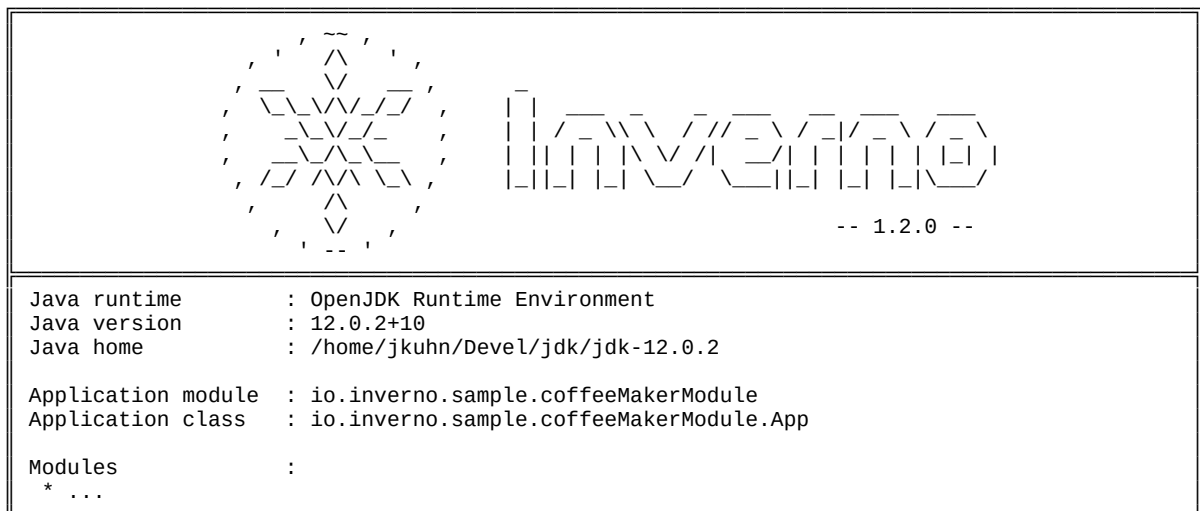 Inverno
-- 1.2.0 --
Java runtime : OpenJDK Runtime Environment
Java version : 12.0.2+10
Java home : /home/jkuhn/Devel/jdk/jdk-12.0.2
Application module : io.inverno.sample.coffeeMakerModule
Application class : io.inverno.sample.coffeeMakerModule.App
Modules :
* ...